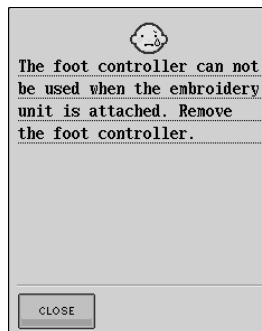 The foot controller can not
be used when the embroidery
unit is attached. Remove
the foot controller.
CLOSE